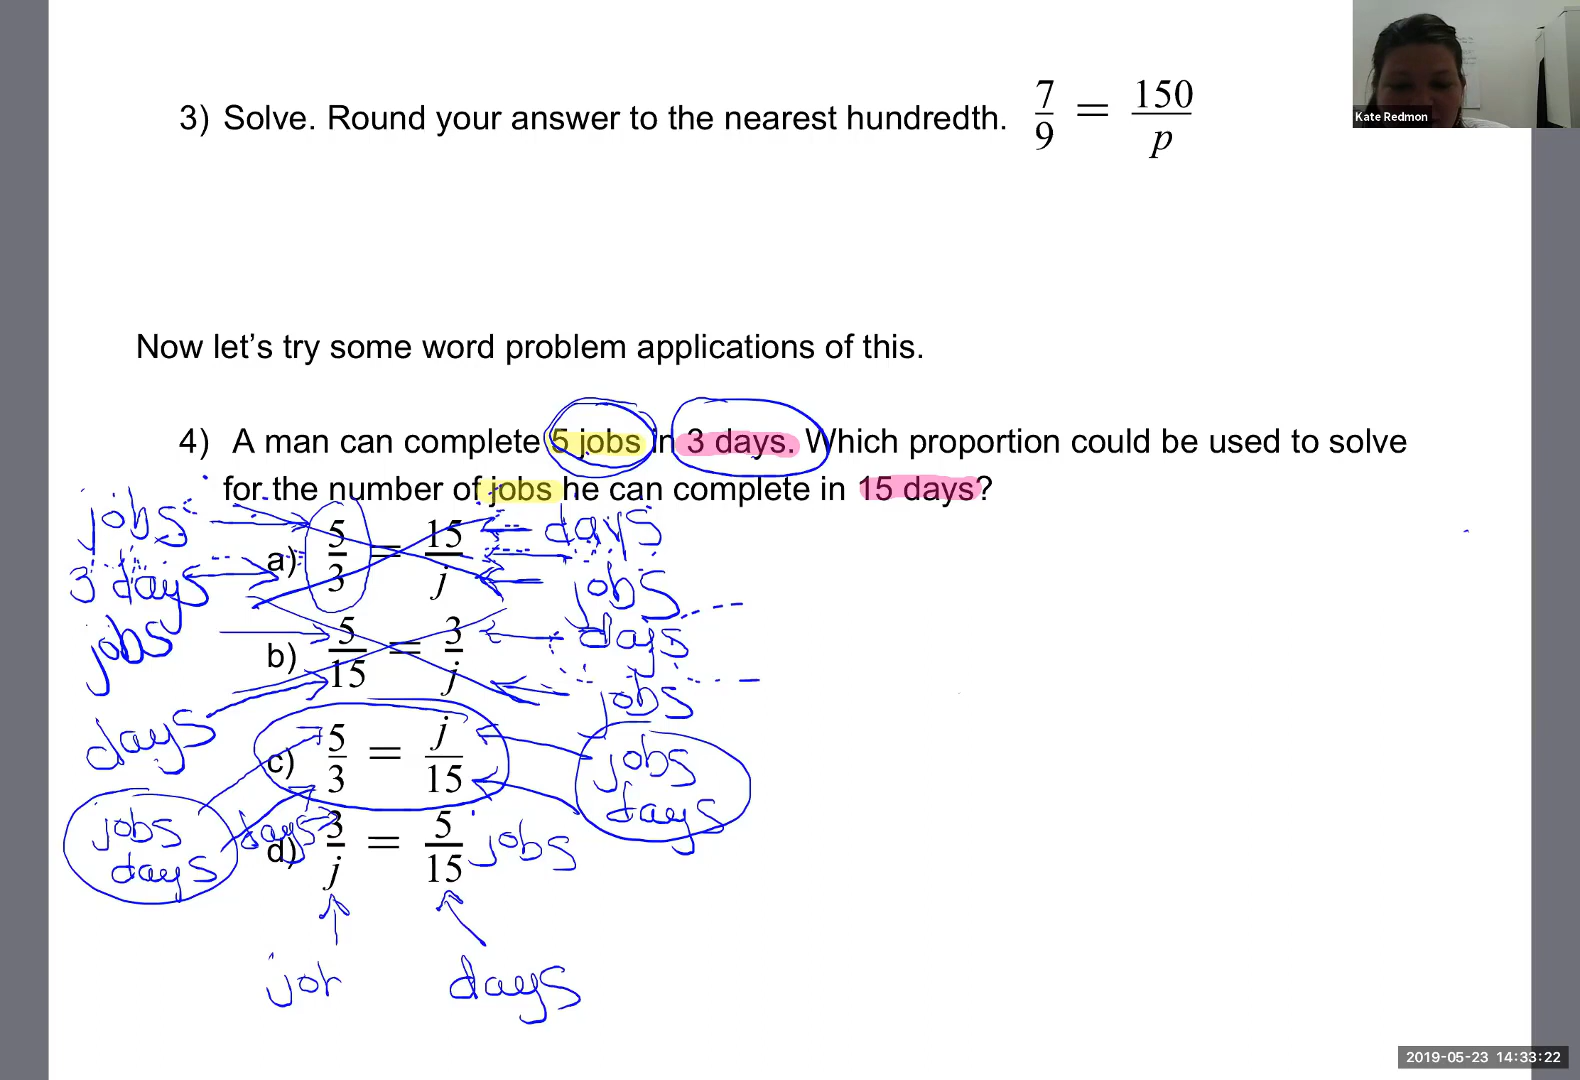 3) Solve. Round your answer to the nearest hundredth. 7/9 = 150/p
Kate Redmon
Now let's try some word problem applications of this.
4) A man can complete 5 jobs in 3 days. Which proportion could be used to solve
for the number of jobs he can complete in 15 days?
jobs
3 days
a) 5/3 = 15/j
days
jobs
jobs
days
b) 5/15 = 3/j
days
jobs
c) 5/3 = j/15
jobs
days
jobs
days
days
d) 3/j = 5/15
jobs
days
2019-05-23 14:33:22